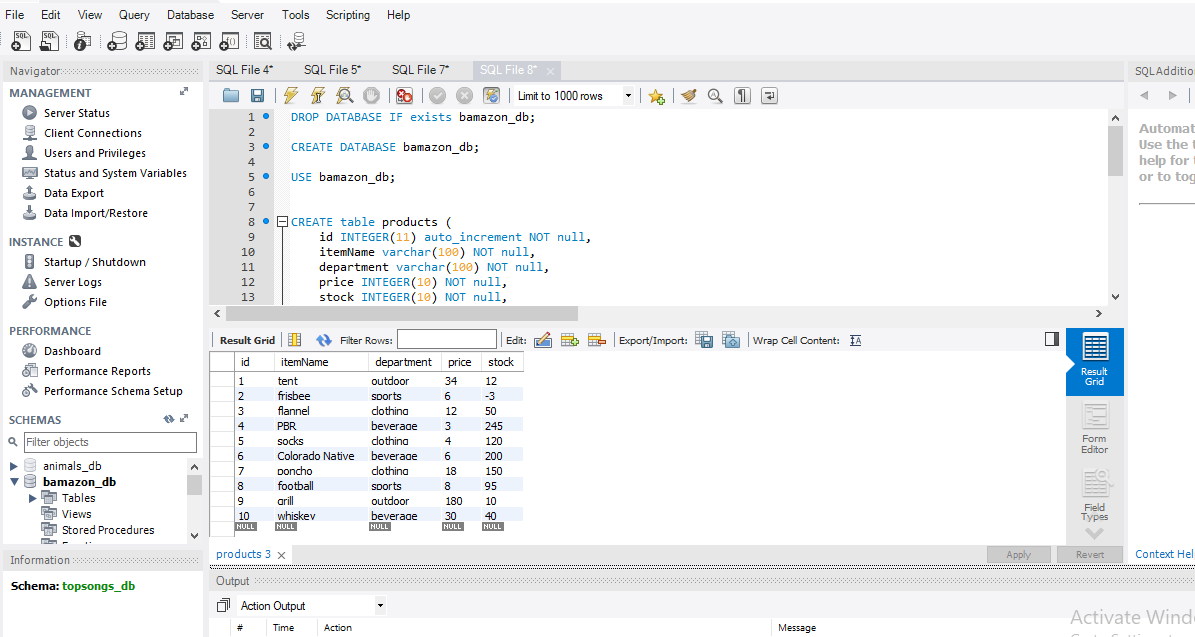 File Edit View Query Database Server Tools Scripting Help
Navigator
MANAGEMENT
Server Status
Client Connections
Users and Privileges
Status and System Variables
Data Export
Data Import/Restore
INSTANCE
Startup / Shutdown
Server Logs
Options File
PERFORMANCE
Dashboard
Performance Reports
Performance Schema Setup
SCHEMAS
Filter objects
animals_db
bamazon_db
Tables
Views
Stored Procedures
Information
Schema: topsongs_db
SQL File 4* SQL File 5* SQL File 7* SQL File 8*
Limit to 1000 rows
1 DROP DATABASE IF exists bamazon_db;
2
3 CREATE DATABASE bamazon_db;
4
5 USE bamazon_db;
6
7
8 CREATE table products (
9 id INTEGER(11) auto_increment NOT null,
10 itemName varchar(100) NOT null,
11 department varchar(100) NOT null,
12 price INTEGER(10) NOT null,
13 stock INTEGER(10) NOT null,
Result Grid Filter Rows: Edit: Export/Import: Wrap Cell Content:
id itemName department price stock
1 tent outdoor 34 12
2 frisbee sports 6 -3
3 flannel clothing 12 50
4 PBR beverage 3 245
5 socks clothing 4 120
6 Colorado Native beverage 6 200
7 poncho clothing 18 150
8 football sports 8 95
9 grill outdoor 180 10
10 whiskey beverage 30 40
NULL NULL NULL NULL NULL
Result
Grid
Form
Editor
Field
Types
products 3 Apply Revert
Output
Action Output
# Time Action Message
SQLAdditio
Automat
Use the t
help for t
or to tog
Context Hel
Activate Wind